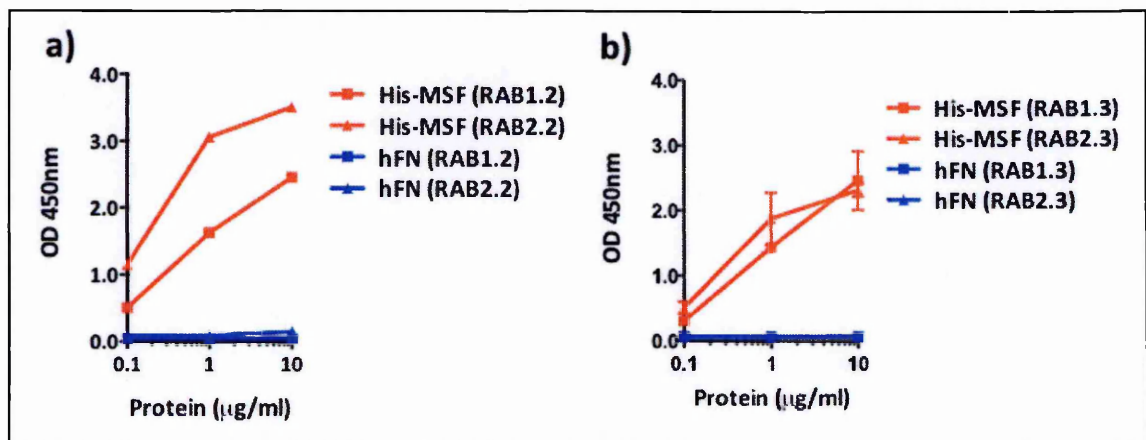 a)
4.0
3.0
2.0
1.0
0.0
0.1
1
10
OD 450nm
Protein (µg/ml)
His-MSF (RAB1.2)
His-MSF (RAB2.2)
hFN (RAB1.2)
hFN (RAB2.2)
b)
4.0
3.0
2.0
1.0
0.0
0.1
1
10
OD 450nm
Protein (µg/ml)
His-MSF (RAB1.3)
His-MSF (RAB2.3)
hFN (RAB1.3)
hFN (RAB2.3)